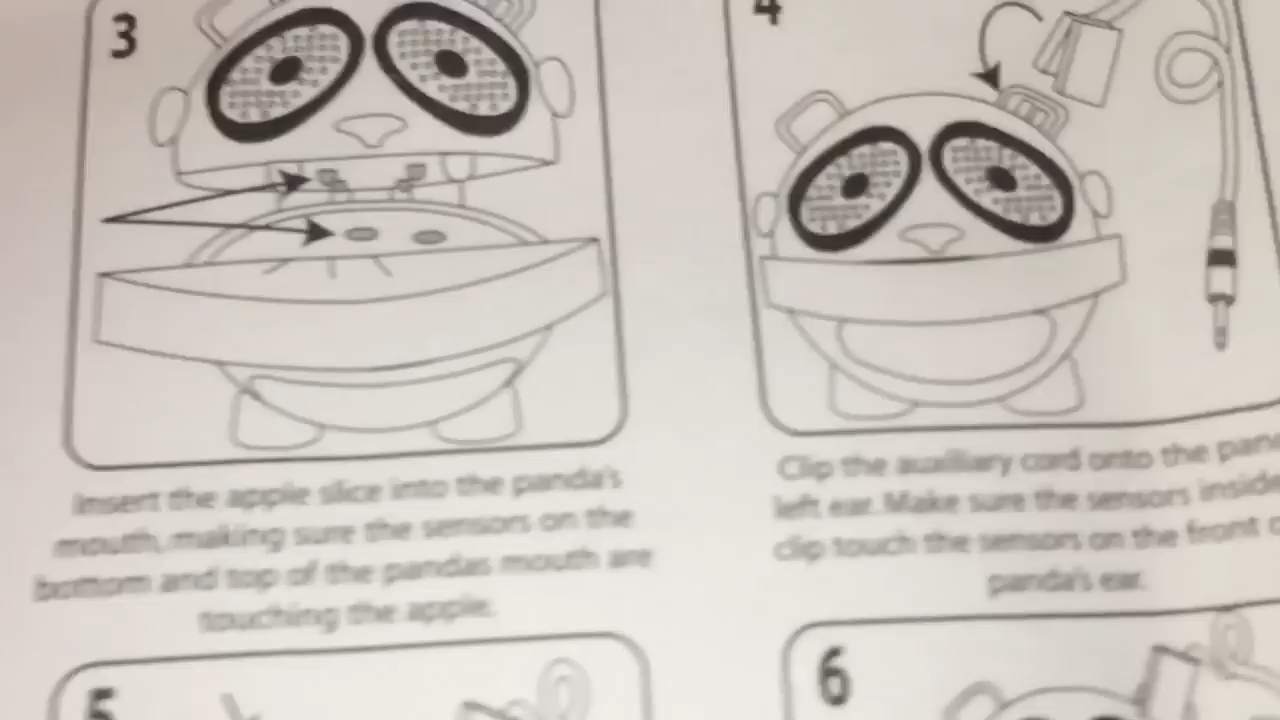 3
Insert the apple slice into the panda's
mouth, making sure the sensors on the
bottom and top of the pandas mouth are
touching the apple.
4
Clip the auxilliary cord onto the
left ear. Make sure the sensors inside
clip touch the sensors on the front
panda's ear.
5
6